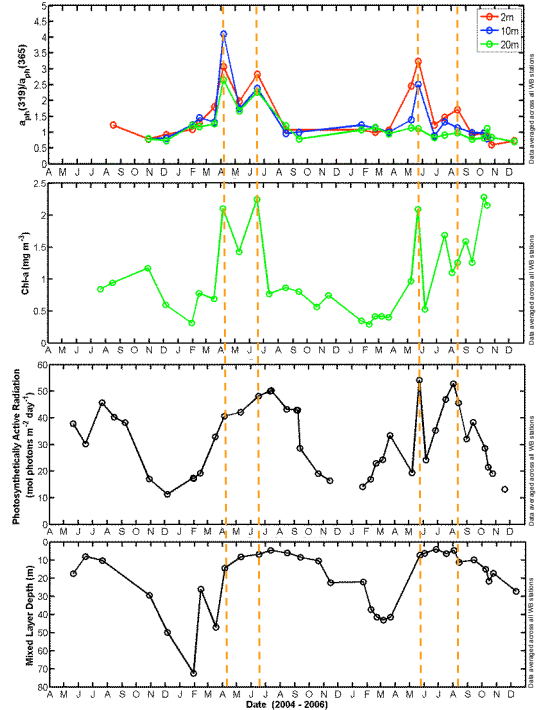 5
4.5
4
3.5
3
2.5
2
1.5
1
0.5
0
aph(319)/aph(365)
2m
10m
20m
Data averaged across all WB stations
A M J J A S O N D J F M A M J J A S O N D J F M A M J J A S O N D
2.5
2
1.5
1
0.5
0
Chl-a (mg m-3)
Data averaged across all WB stations
A M J J A S O N D J F M A M J J A S O N D J F M A M J J A S O N D
60
50
40
30
20
10
0
Photosynthetically Active Radiation
(mol photons m-2 day-1)
Data averaged across all WB stations
A M J J A S O N D J F M A M J J A S O N D J F M A M J J A S O N D
0
10
20
30
40
50
60
70
80
Mixed Layer Depth (m)
Data averaged across all WB stations
A M J J A S O N D J F M A M J J A S O N D J F M A M J J A S O N D
Date (2004 - 2006)